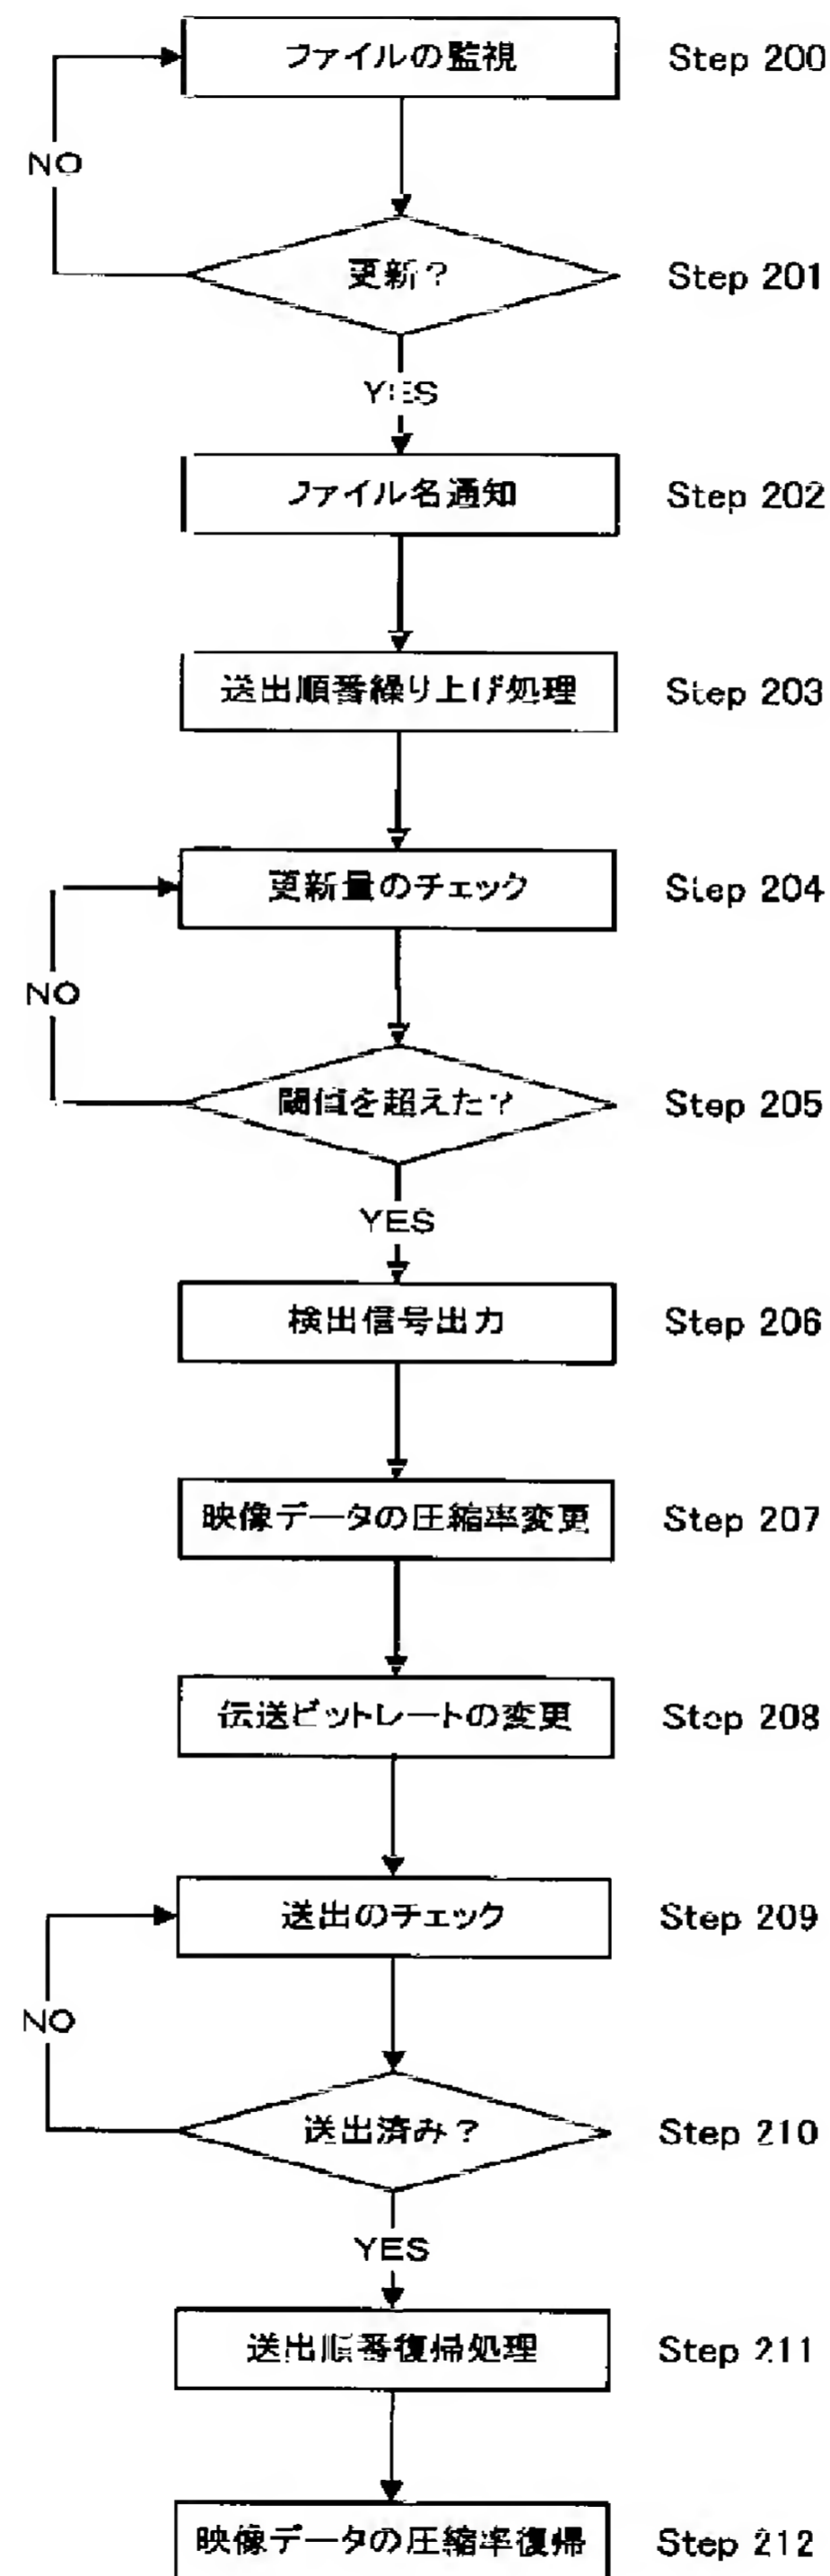 ファイルの監視 Step 200
NO
更新? Step 201
YES
ファイル名通知 Step 202
送出順番繰り上げ処理 Step 203
更新量のチェック Step 204
NO
閾値を超えた? Step 205
YES
検出信号出力 Step 206
映像データの圧縮率変更 Step 207
伝送ビットレートの変更 Step 208
送出のチェック Step 209
NO
送出済み? Step 210
YES
送出順番復帰処理 Step 211
映像データの圧縮率復帰 Step 212